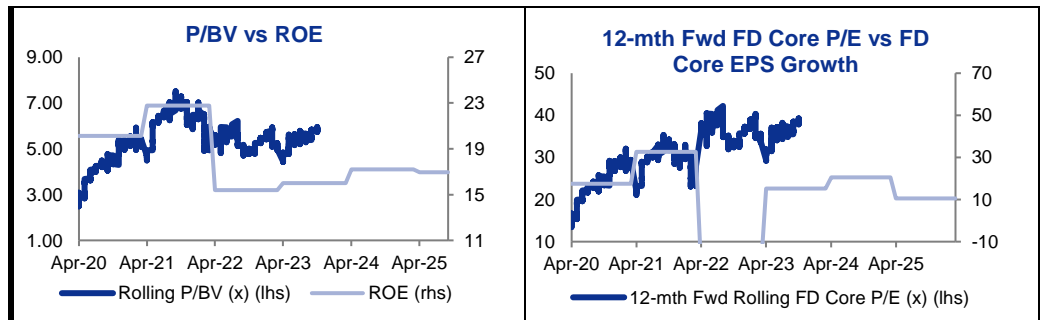 P/BV vs ROE
9.00
7.00
5.00
3.00
1.00
27
23
19
15
11
Apr-20 Apr-21 Apr-22 Apr-23 Apr-24 Apr-25
Rolling P/BV (x) (lhs) ROE (rhs)
12-mth Fwd FD Core P/E vs FD
Core EPS Growth
50
40
30
20
10
70
50
30
10
-10
Apr-20 Apr-21 Apr-22 Apr-23 Apr-24 Apr-25
12-mth Fwd Rolling FD Core P/E (x) (lhs)